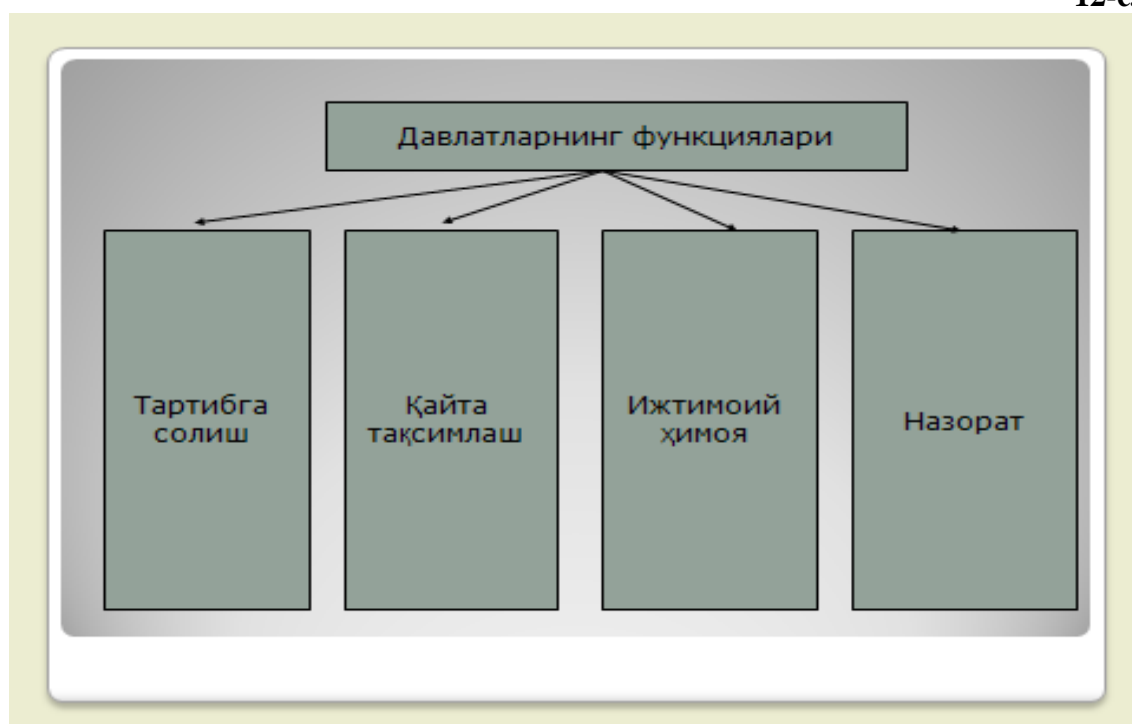 Давлатларнинг функциялари
Тартибга
солиш
Қайта
тақсимлаш
Ижтимоий
ҳимоя
Назорат